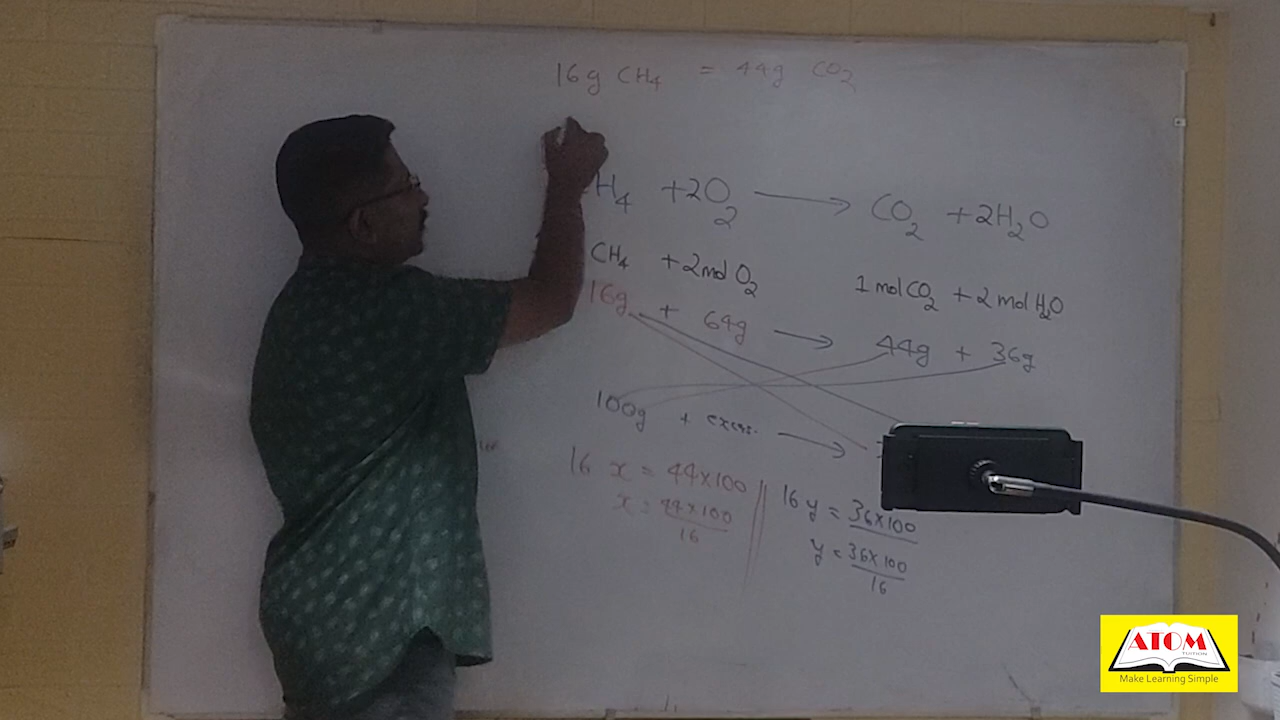 16g CH4 = 44g CO2
H4 + 2O2 → CO2 + 2H2O
CH4 + 2mol O2 1 mol CO2 + 2 mol H2O
16g + 64g → 44g + 36g
100g + excess →
16 x = 44×100
x = 44×100/16
16 y = 36×100
y = 36×100/16
ATOM
TUITION
Make Learning Simple